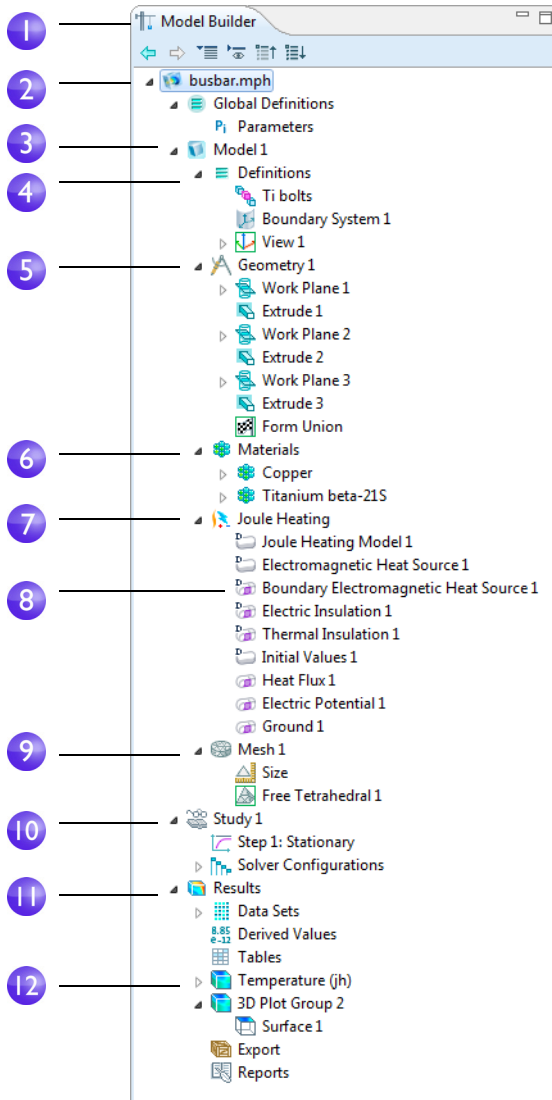 1 Model Builder
2 busbar.mph
Global Definitions
Pi Parameters
3 Model 1
4 Definitions
Ti bolts
Boundary System 1
View 1
5 Geometry 1
Work Plane 1
Extrude 1
Work Plane 2
Extrude 2
Work Plane 3
Extrude 3
Form Union
6 Materials
Copper
Titanium beta-21S
7 Joule Heating
D Joule Heating Model 1
D Electromagnetic Heat Source 1
8 D Boundary Electromagnetic Heat Source 1
D Electric Insulation 1
D Thermal Insulation 1
D Initial Values 1
Heat Flux 1
Electric Potential 1
Ground 1
9 Mesh 1
Size
Free Tetrahedral 1
10 Study 1
Step 1: Stationary
Solver Configurations
11 Results
Data Sets
8.85 e-12 Derived Values
Tables
12 Temperature (jh)
3D Plot Group 2
Surface 1
Export
Reports